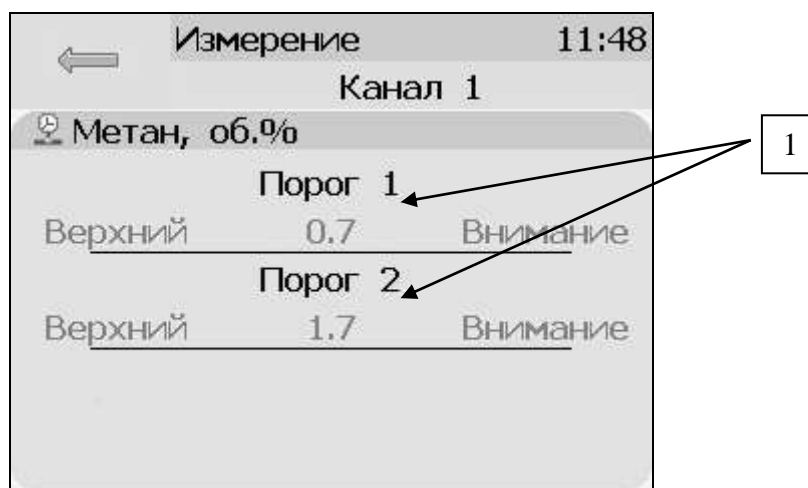 Измерение 11:48
Канал 1
Метан, об.%
1
Порог 1
Верхний 0.7 Внимание
Порог 2
Верхний 1.7 Внимание